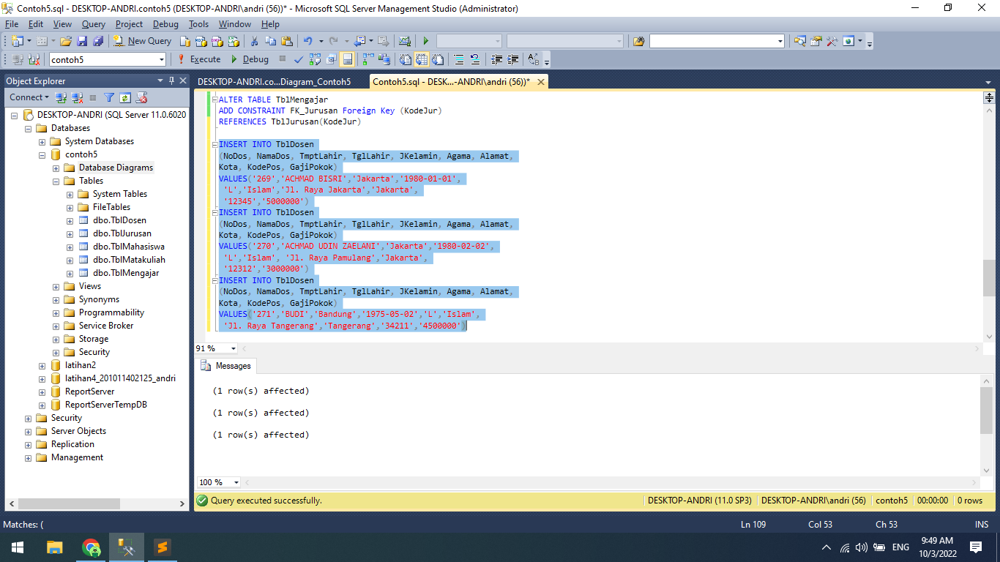 Contoh5.sql - DESKTOP-ANDRI.contoh5 (DESKTOP-ANDRI\andri (56))* - Microsoft SQL Server Management Studio (Administrator)
File Edit View Query Project Debug Tools Window Help
New Query
contoh5 Execute Debug
Object Explorer
Connect
DESKTOP-ANDRI (SQL Server 11.0.6020
Databases
System Databases
contoh5
Database Diagrams
Tables
System Tables
FileTables
dbo.TblDosen
dbo.TblJurusan
dbo.TblMahasiswa
dbo.TblMatakuliah
dbo.TblMengajar
Views
Synonyms
Programmability
Service Broker
Storage
Security
latihan2
latihan4_201011402125_andri
ReportServer
ReportServerTempDB
Security
Server Objects
Replication
Management
DESKTOP-ANDRI.co...Diagram_Contoh5
Contoh5.sql - DESK...-ANDRI\andri (56))*
ALTER TABLE TblMengajar
ADD CONSTRAINT FK_Jurusan Foreign Key (KodeJur)
REFERENCES TblJurusan(KodeJur)
INSERT INTO TblDosen
(NoDos, NamaDos, TmptLahir, TglLahir, JKelamin, Agama, Alamat,
Kota, KodePos, GajiPokok)
VALUES('269','ACHMAD BISRI','Jakarta','1980-01-01',
'L','Islam','Jl. Raya Jakarta','Jakarta',
'12345','5000000')
INSERT INTO TblDosen
(NoDos, NamaDos, TmptLahir, TglLahir, JKelamin, Agama, Alamat,
Kota, KodePos, GajiPokok)
VALUES('270','ACHMAD UDIN ZAELANI','Jakarta','1980-02-02',
'L','Islam', 'Jl. Raya Pamulang','Jakarta',
'12312','3000000')
INSERT INTO TblDosen
(NoDos, NamaDos, TmptLahir, TglLahir, JKelamin, Agama, Alamat,
Kota, KodePos, GajiPokok)
VALUES('271','BUDI','Bandung','1975-05-02','L','Islam',
'Jl. Raya Tangerang','Tangerang','34211','4500000')
91 %
Messages
(1 row(s) affected)
(1 row(s) affected)
(1 row(s) affected)
100 %
Query executed successfully.
DESKTOP-ANDRI (11.0 SP3) DESKTOP-ANDRI\andri (56) contoh5 00:00:00 0 rows
Matches: (
Ln 109 Col 53 Ch 53 INS
ENG
9:49 AM
10/3/2022